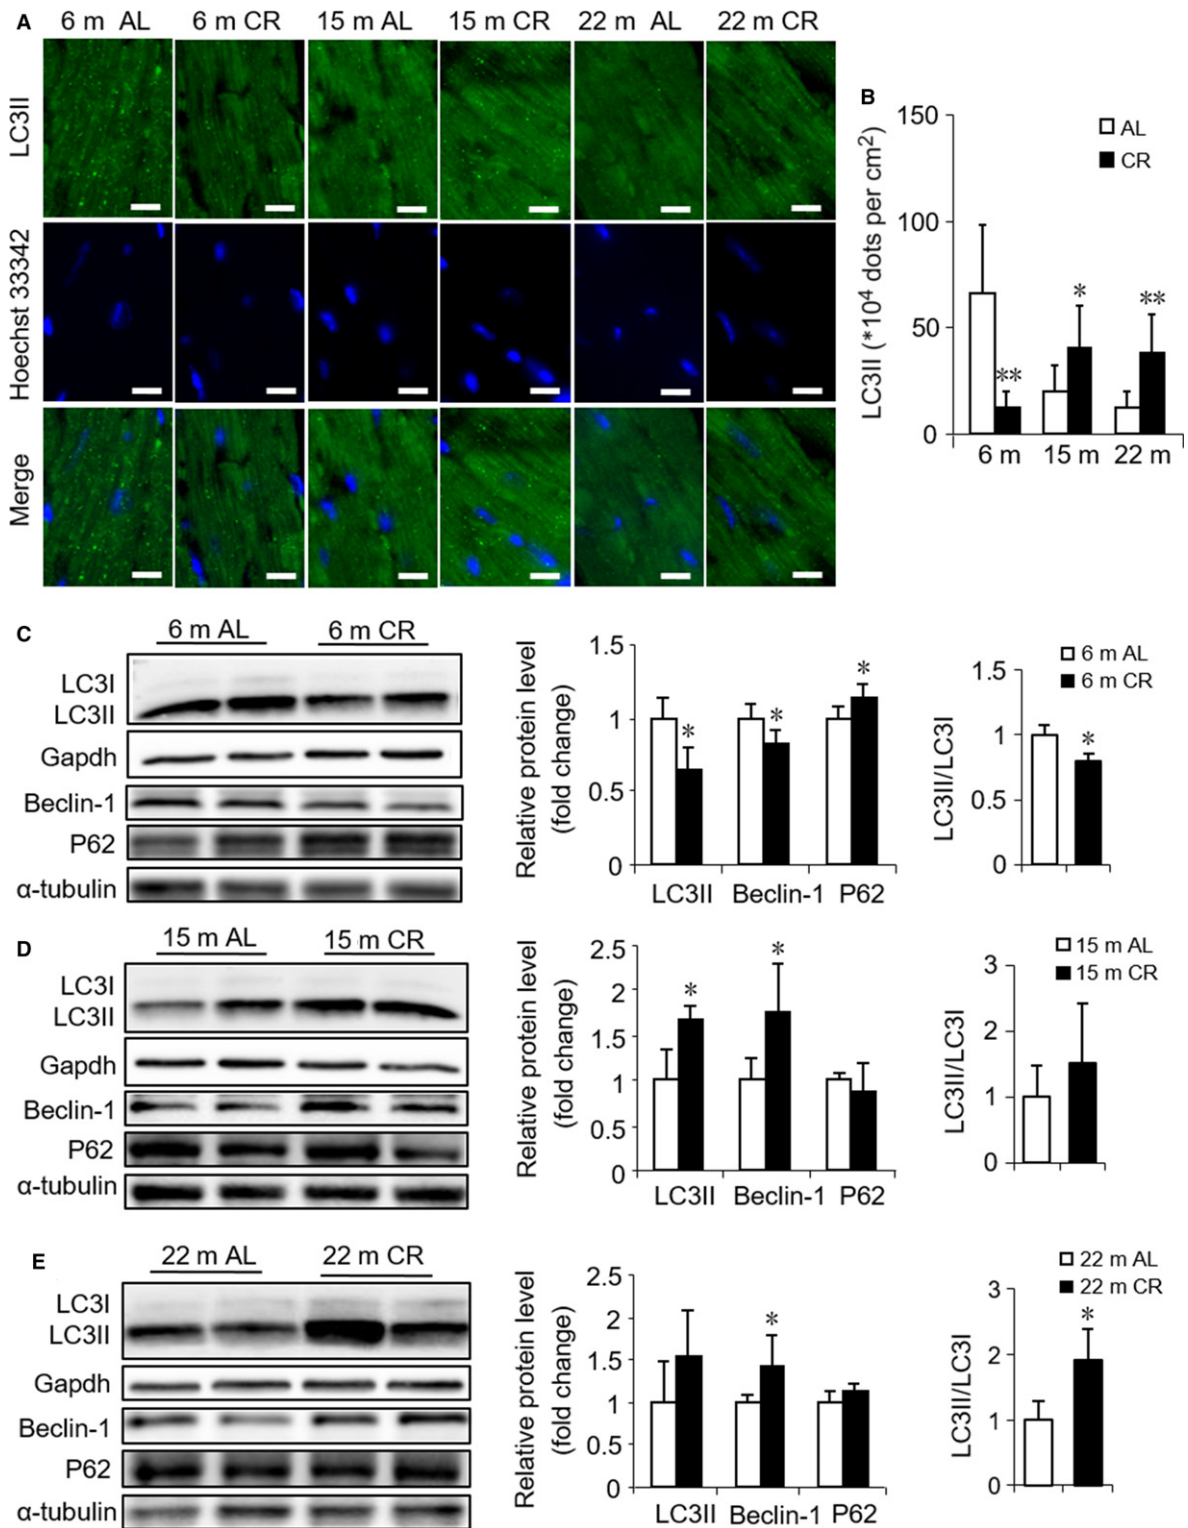 A
6 m AL 6 m CR 15 m AL 15 m CR 22 m AL 22 m CR
LC3II
Hoechst 33342
Merge
B
LC3II (*10⁴ dots per cm²)
150
100
50
0
AL
CR
**
*
**
6 m 15 m 22 m
C
6 m AL 6 m CR
LC3I
LC3II
Gapdh
Beclin-1
P62
α-tubulin
Relative protein level
(fold change)
1.5
1
0.5
0
* * *
LC3II Beclin-1 P62
LC3II/LC3I
1.5
1
0.5
0
6 m AL
6 m CR
*
D
15 m AL 15 m CR
LC3I
LC3II
Gapdh
Beclin-1
P62
α-tubulin
Relative protein level
(fold change)
2.5
2
1.5
1
0.5
0
* *
LC3II Beclin-1 P62
LC3II/LC3I
3
2
1
0
15 m AL
15 m CR
E
22 m AL 22 m CR
LC3I
LC3II
Gapdh
Beclin-1
P62
α-tubulin
Relative protein level
(fold change)
2.5
2
1.5
1
0.5
0
*
LC3II Beclin-1 P62
LC3II/LC3I
3
2
1
0
22 m AL
22 m CR
*